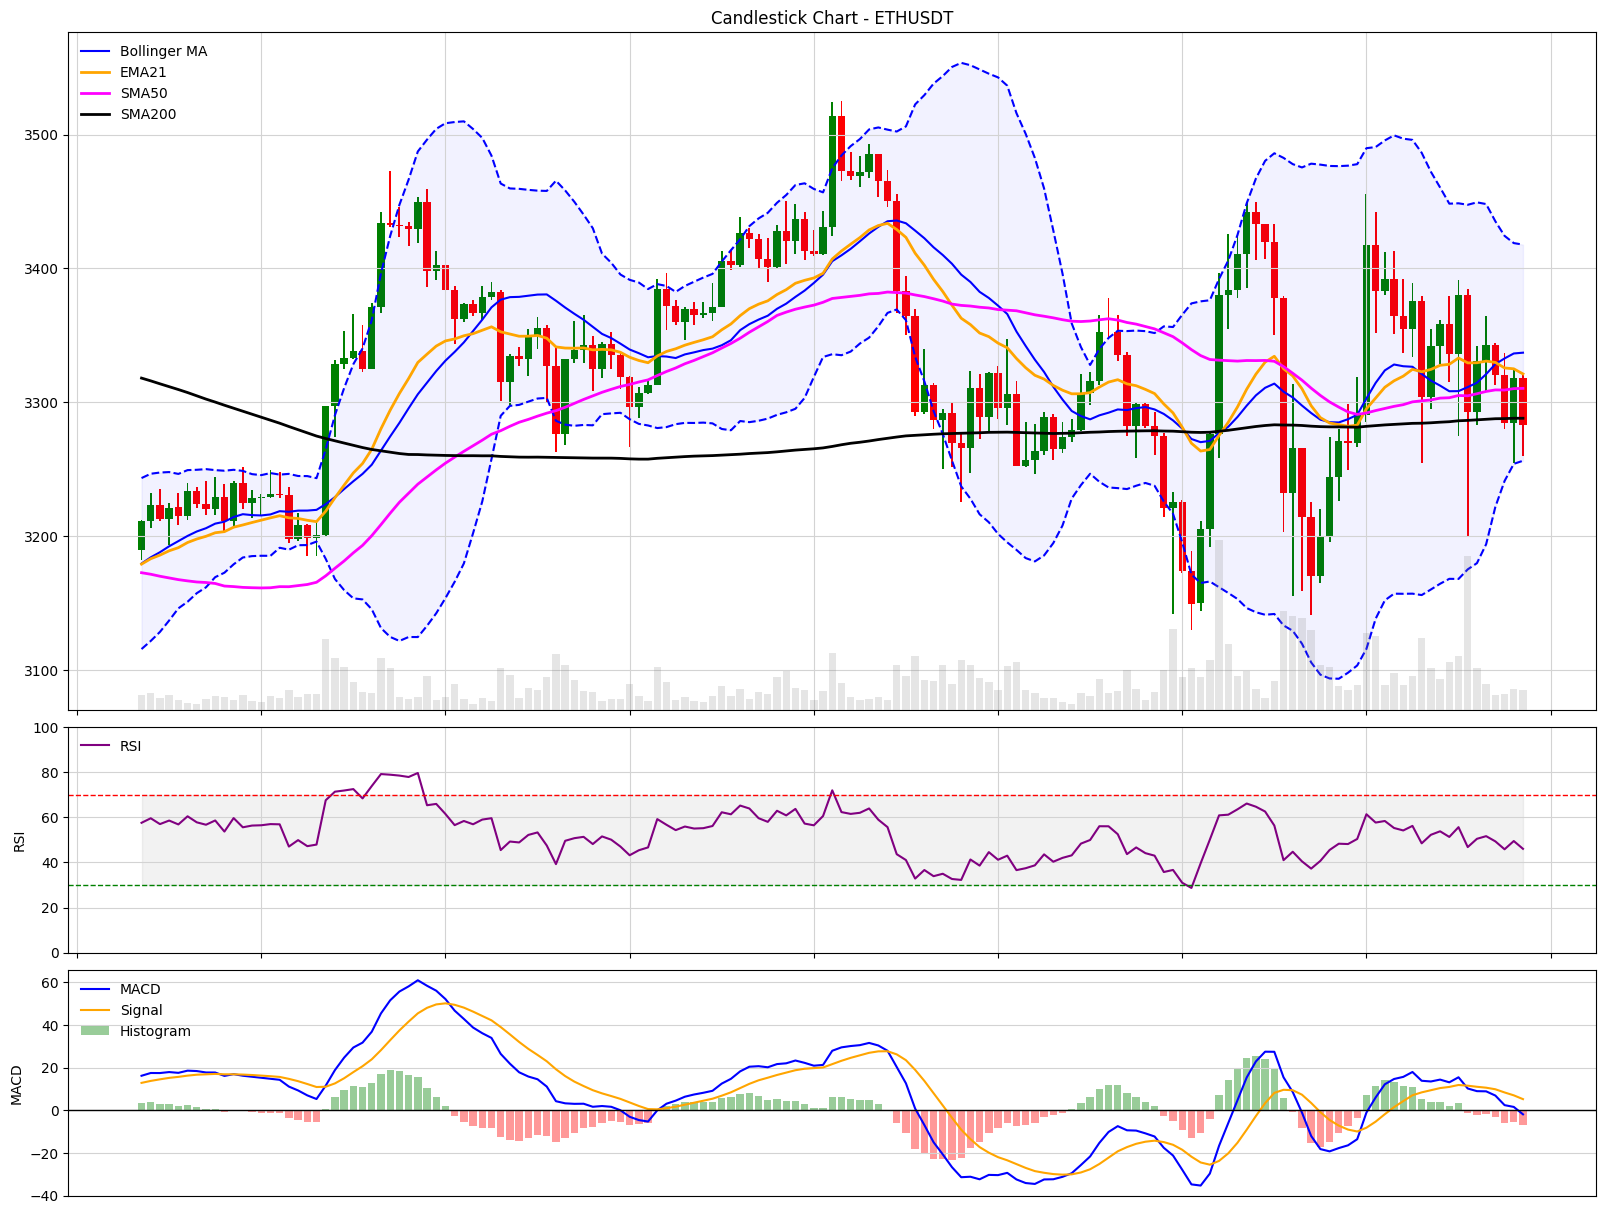 Candlestick Chart - ETHUSDT
Bollinger MA
EMA21
SMA50
SMA200
3500
3400
3300
3200
3100
RSI
100
80
60
40
20
0
RSI
MACD
Signal
Histogram
60
40
20
0
−20
−40
MACD